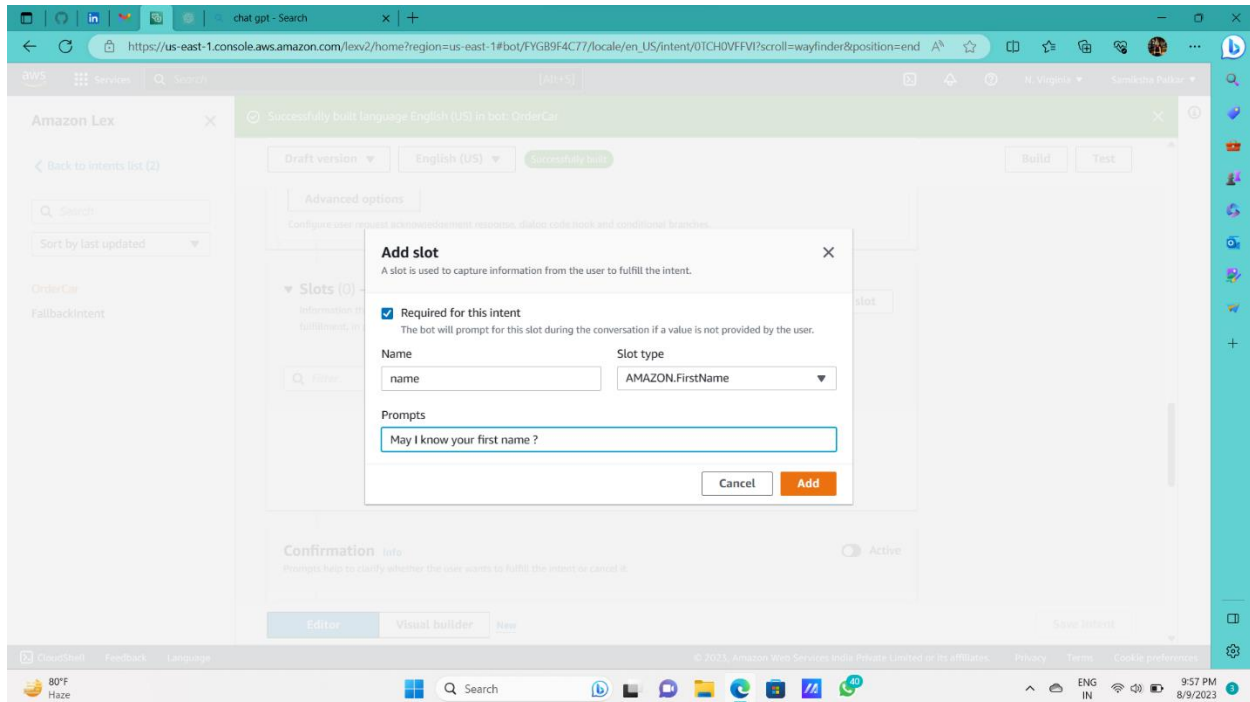 chat gpt - Search
https://us-east-1.console.aws.amazon.com/lexv2/home?region=us-east-1#bot/FYGB9F4C77/locale/en_US/intent/0TCH0VFFVI?scroll=wayfinder&position=end
aws Services Search [Alt+S] N. Virginia
Amazon Lex
Successfully built language English (US) in bot: OrderCar
Back to intents list (2)
Draft version English (US) Successfully built Build Test
Search
Advanced options
Configure user request acknowledgement response, dialog code hook and conditional branches.
Sort by last updated
OrderCar
FallbackIntent
Slots (0) -
slot
Add slot
A slot is used to capture information from the user to fulfill the intent.
Required for this intent
The bot will prompt for this slot during the conversation if a value is not provided by the user.
Name Slot type
name AMAZON.FirstName
Prompts
May I know your first name ?
Cancel Add
Confirmation Info Active
Prompts help to clarify whether the user wants to fulfill the intent or cancel it
Editor Visual builder New Save intent
CloudShell Feedback Language © 2023, Amazon Web Services India Private Limited or its affiliates. Privacy Terms Cookie preferences
80°F
Haze
Search
40
ENG
IN
9:57 PM
8/9/2023
3